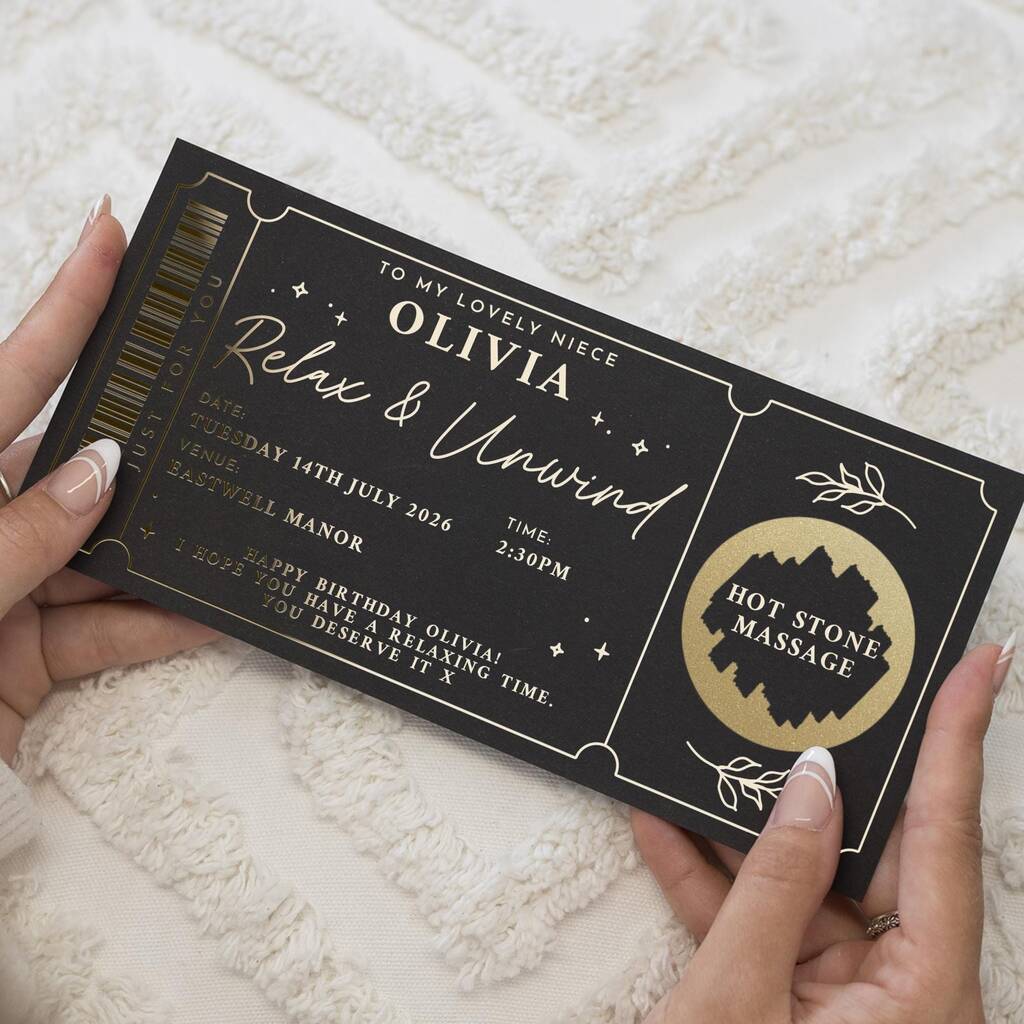 JUST FOR YOU
TO MY LOVELY NIECE
OLIVIA
Relax & Unwind
DATE:
TUESDAY 14TH JULY 2026
VENUE:
EASTWELL MANOR
TIME:
2:30PM
HAPPY BIRTHDAY OLIVIA!
I HOPE YOU HAVE A RELAXING TIME.
YOU DESERVE IT X
HOT STONE
MASSAGE